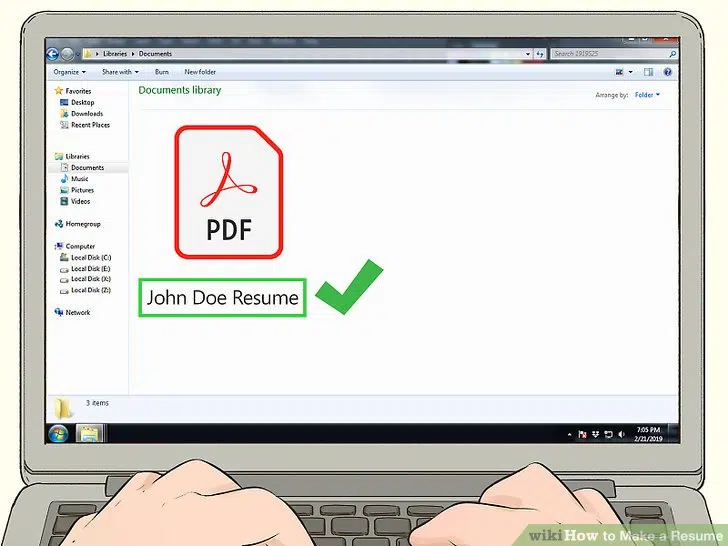 Libraries Documents
Search 1919525
Organize Share with Burn New folder
Favorites
Desktop
Downloads
Recent Places
Libraries
Documents
Music
Pictures
Videos
Homegroup
Computer
Local Disk (C:)
Local Disk (E:)
Local Disk (X:)
Local Disk (Z:)
Network
Documents library
Arrange by: Folder
PDF
John Doe Resume
3 items
7:05 PM
2/21/2019
wikiHow to Make a Resume